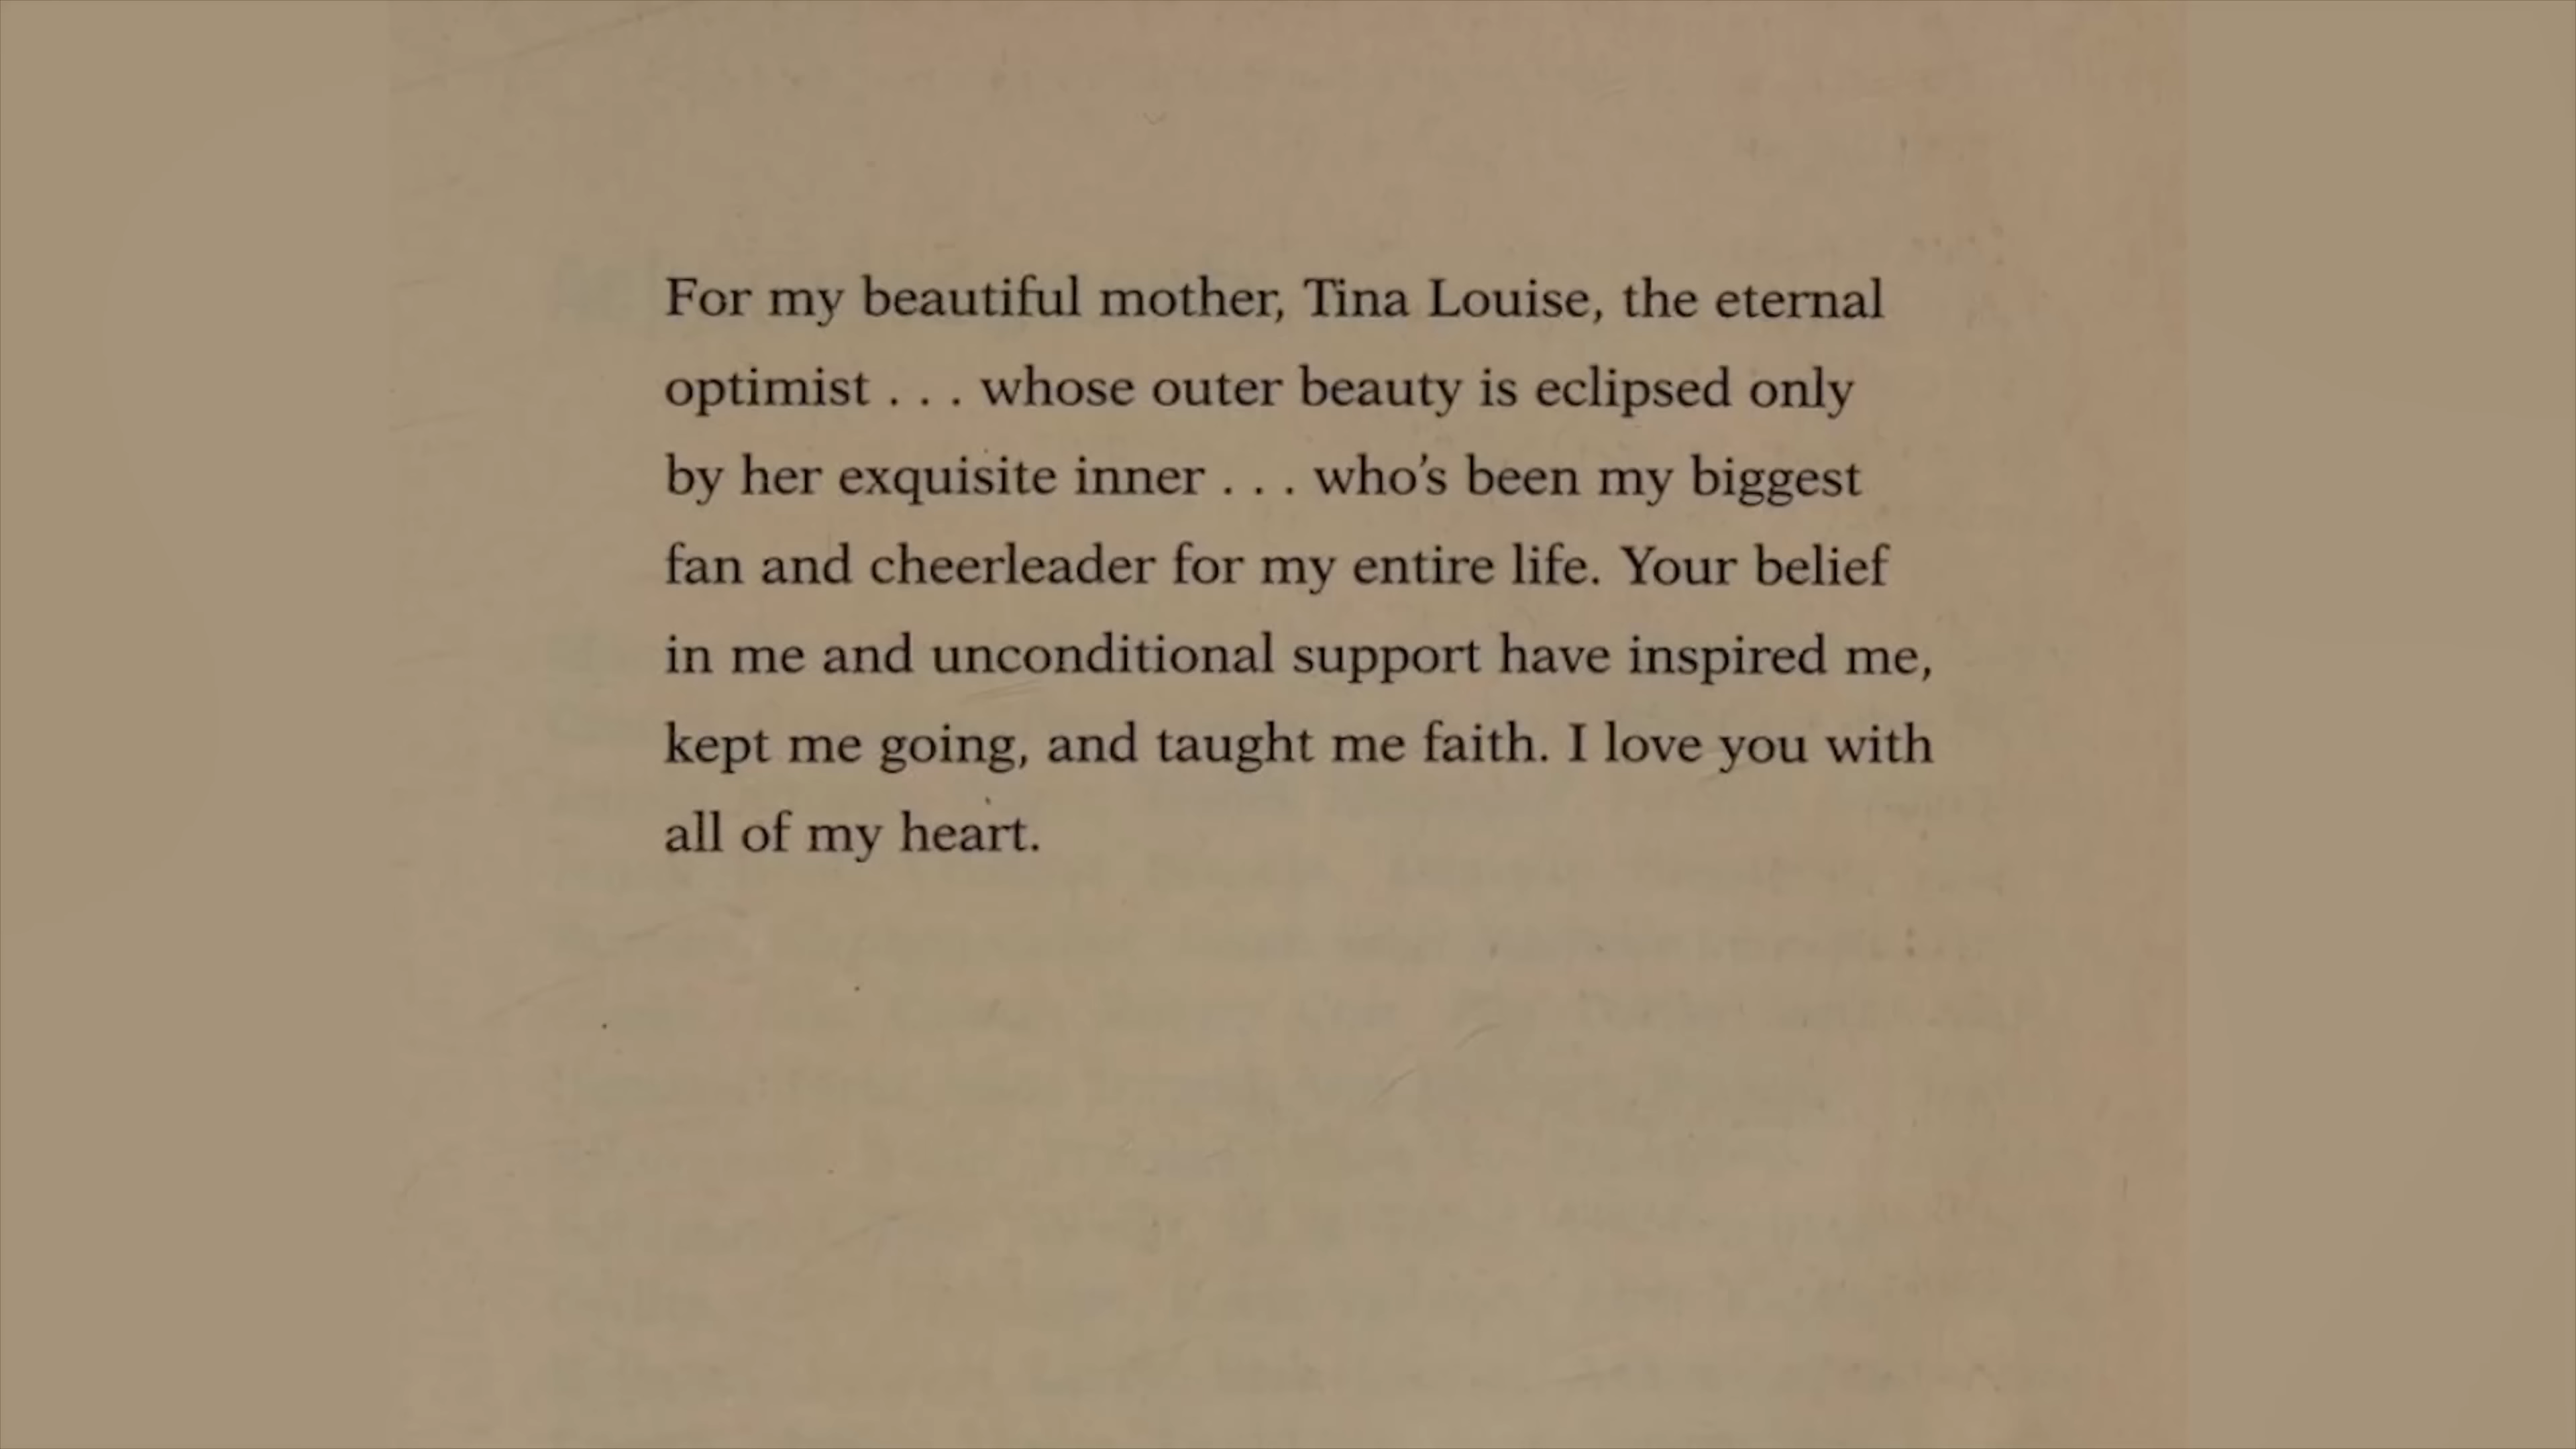 For my beautiful mother, Tina Louise, the eternal
optimist . . . whose outer beauty is eclipsed only
by her exquisite inner . . . who’s been my biggest
fan and cheerleader for my entire life. Your belief
in me and unconditional support have inspired me,
kept me going, and taught me faith. I love you with
all of my heart.